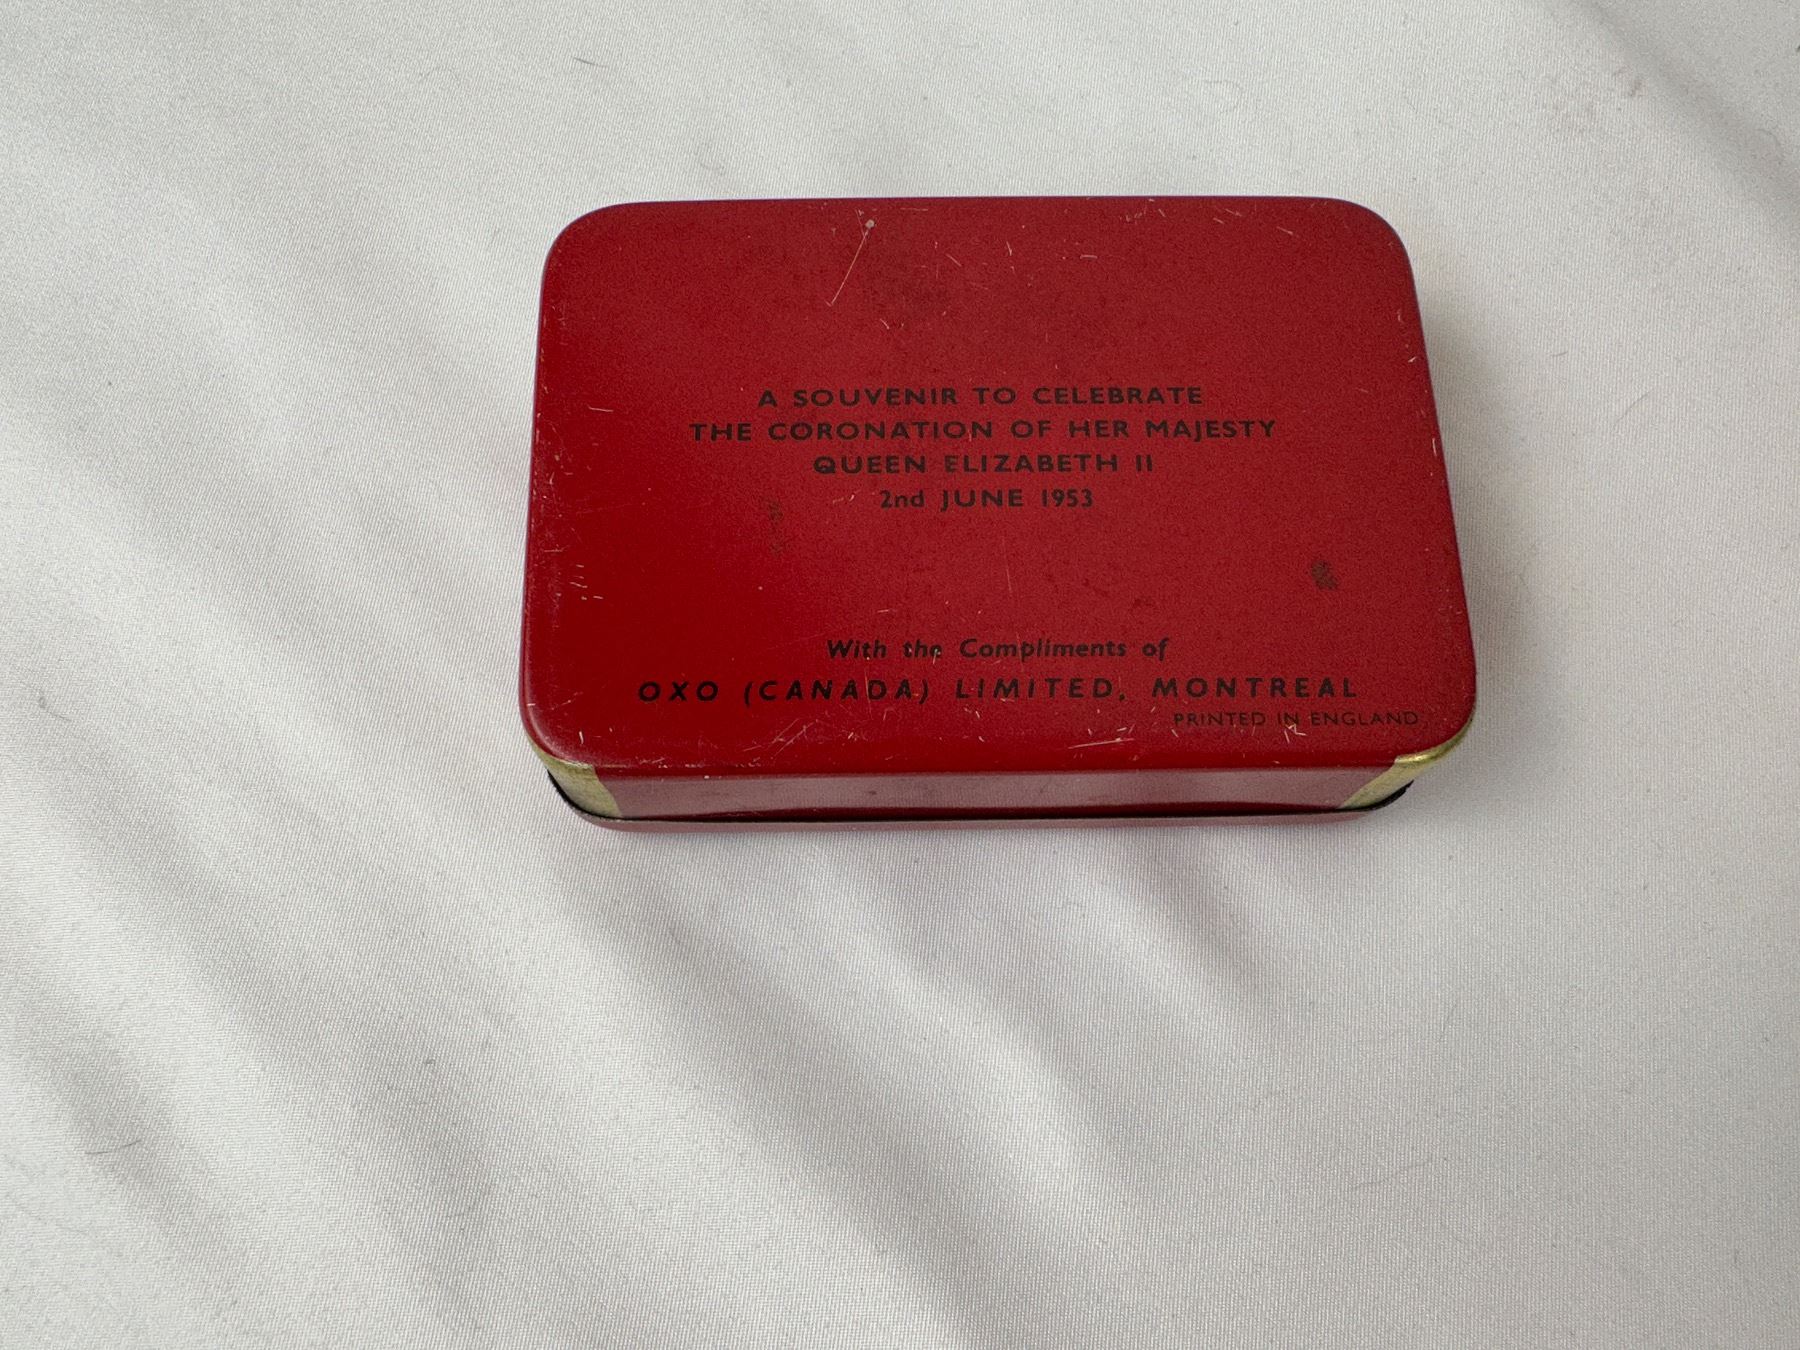 A SOUVENIR TO CELEBRATE
THE CORONATION OF HER MAJESTY
QUEEN ELIZABETH II
2nd JUNE 1953
With the Compliments of
OXO (CANADA) LIMITED, MONTREAL
PRINTED IN ENGLAND